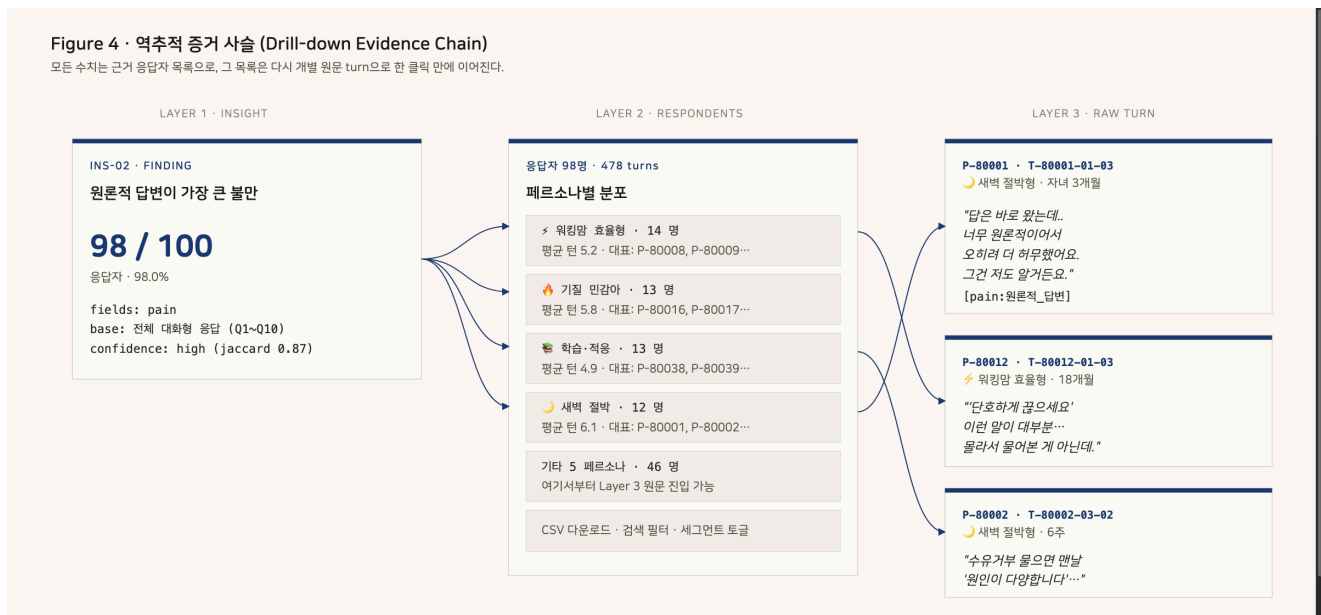 Figure 4 · 역추적 증거 사슬 (Drill-down Evidence Chain)
모든 수치는 근거 응답자 목록으로, 그 목록은 다시 개별 원문 turn으로 한 클릭 만에 이어진다.
LAYER 1 · INSIGHT
INS-02 · FINDING
원론적 답변이 가장 큰 불만
98 / 100
응답자 · 98.0%
fields: pain
base: 전체 대화형 응답 (Q1~Q10)
confidence: high (jaccard 0.87)
LAYER 2 · RESPONDENTS
응답자 98명 · 478 turns
페르소나별 분포
⚡ 워킹맘 효율형 · 14 명
평균 턴 5.2 · 대표: P-80008, P-80009…
🔥 기질 민감아 · 13 명
평균 턴 5.8 · 대표: P-80016, P-80017…
📚 학습·적응 · 13 명
평균 턴 4.9 · 대표: P-80038, P-80039…
🌙 새벽 절박 · 12 명
평균 턴 6.1 · 대표: P-80001, P-80002…
기타 5 페르소나 · 46 명
여기서부터 Layer 3 원문 진입 가능
CSV 다운로드 · 검색 필터 · 세그먼트 토글
LAYER 3 · RAW TURN
P-80001 · T-80001-01-03
🌙 새벽 절박형 · 자녀 3개월
"답은 바로 왔는데..
너무 원론적이어서
오히려 더 허무했어요.
그건 저도 알거든요."
[pain:원론적_답변]
P-80012 · T-80012-01-03
⚡ 워킹맘 효율형 · 18개월
"'단호하게 끊으세요'
이런 말이 대부분…
몰라서 물어본 게 아닌데."
P-80002 · T-80002-03-02
🌙 새벽 절박형 · 6주
"수유거부 물으면 맨날
'원인이 다양합니다'…"